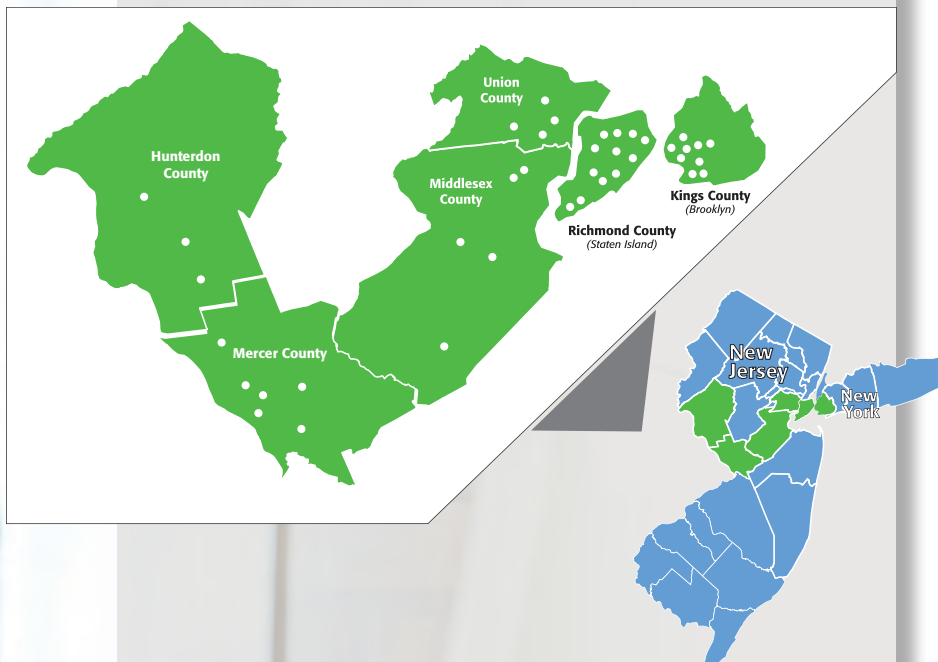 Union
County
Hunterdon
County
Middlesex
County
Kings County
(Brooklyn)
Richmond County
(Staten Island)
Mercer County
New
Jersey
New
York